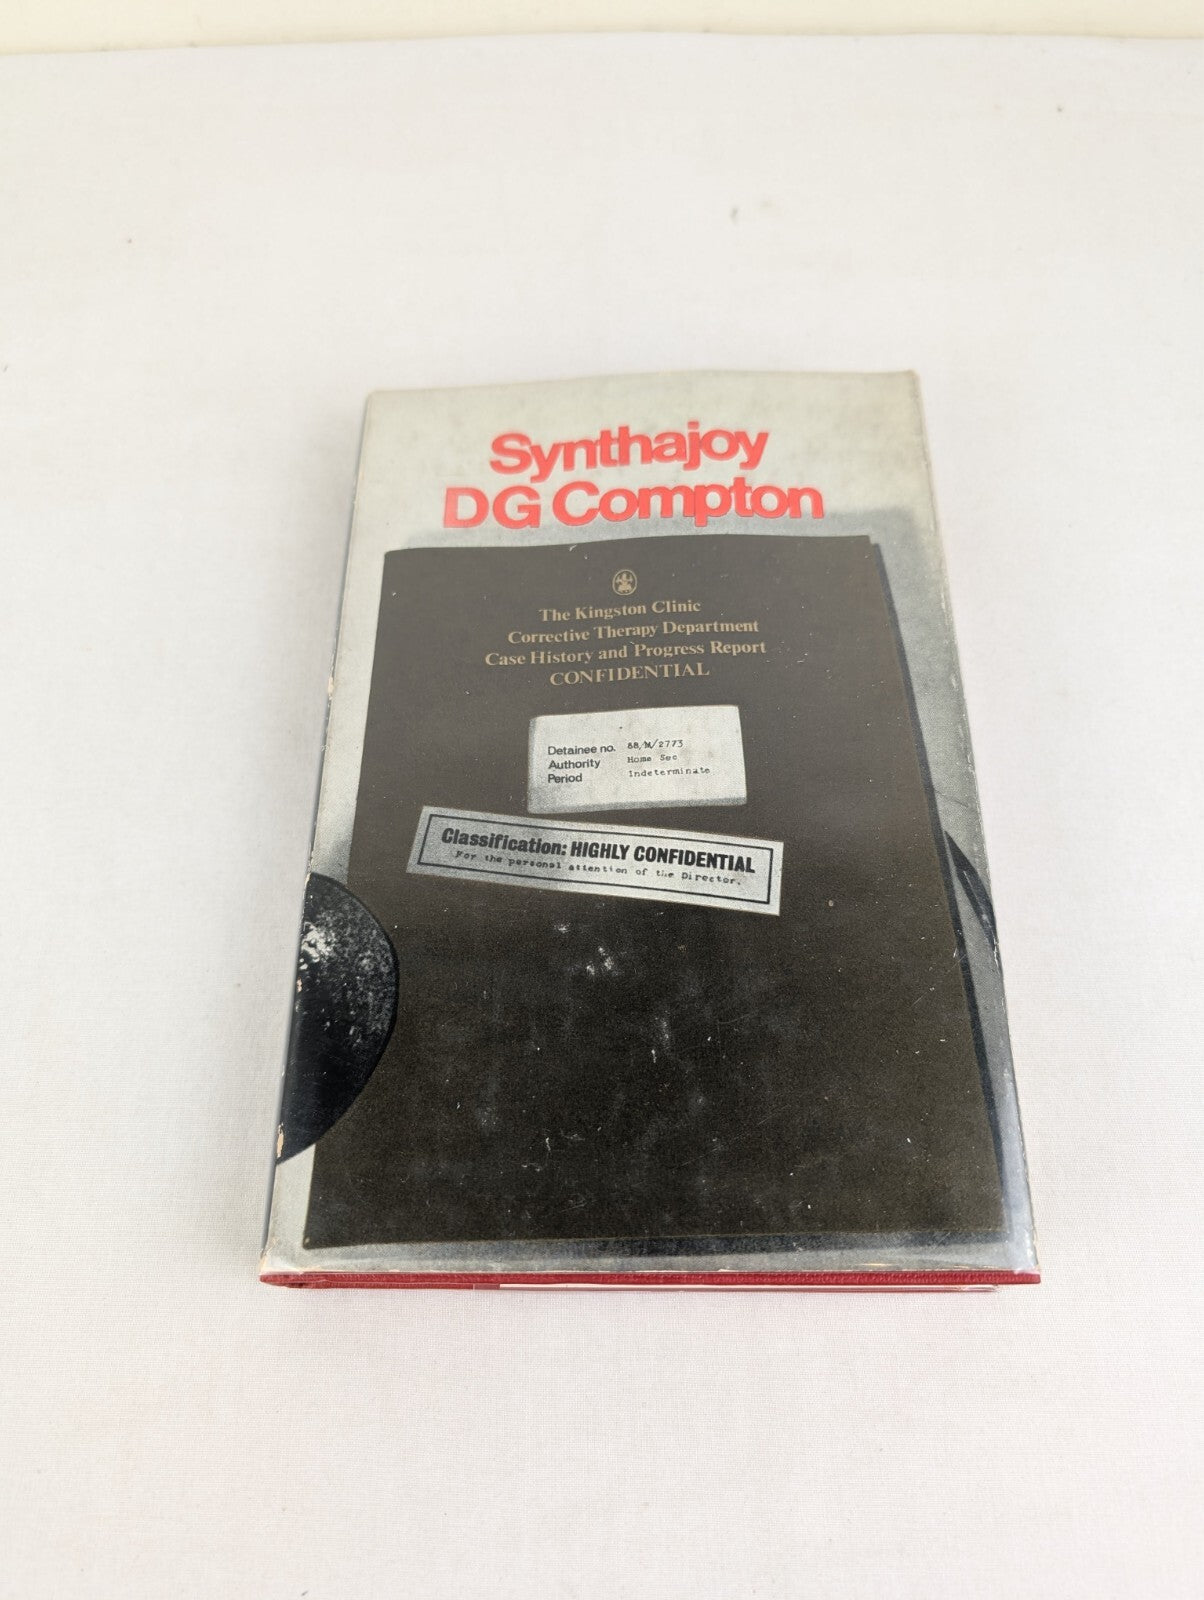 Synthajoy
DG Compton
The Kingston Clinic
Corrective Therapy Department
Case History and Progress Report
CONFIDENTIAL
Detainee no. 88/M/2773
Authority Home Sec
Period Indeterminate
Classification: HIGHLY CONFIDENTIAL
For the personal attention of the Director.